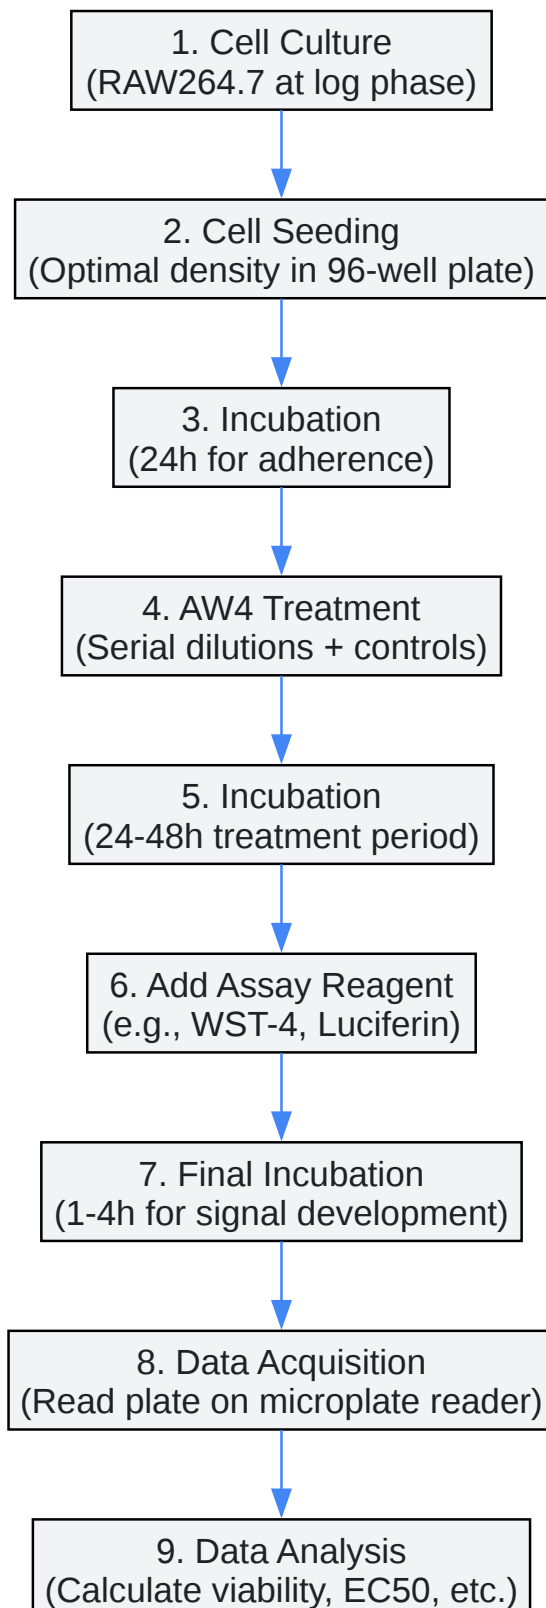 1. Cell Culture
(RAW264.7 at log phase)
2. Cell Seeding
(Optimal density in 96-well plate)
3. Incubation
(24h for adherence)
4. AW4 Treatment
(Serial dilutions + controls)
5. Incubation
(24-48h treatment period)
6. Add Assay Reagent
(e.g., WST-4, Luciferin)
7. Final Incubation
(1-4h for signal development)
8. Data Acquisition
(Read plate on microplate reader)
9. Data Analysis
(Calculate viability, EC50, etc.)